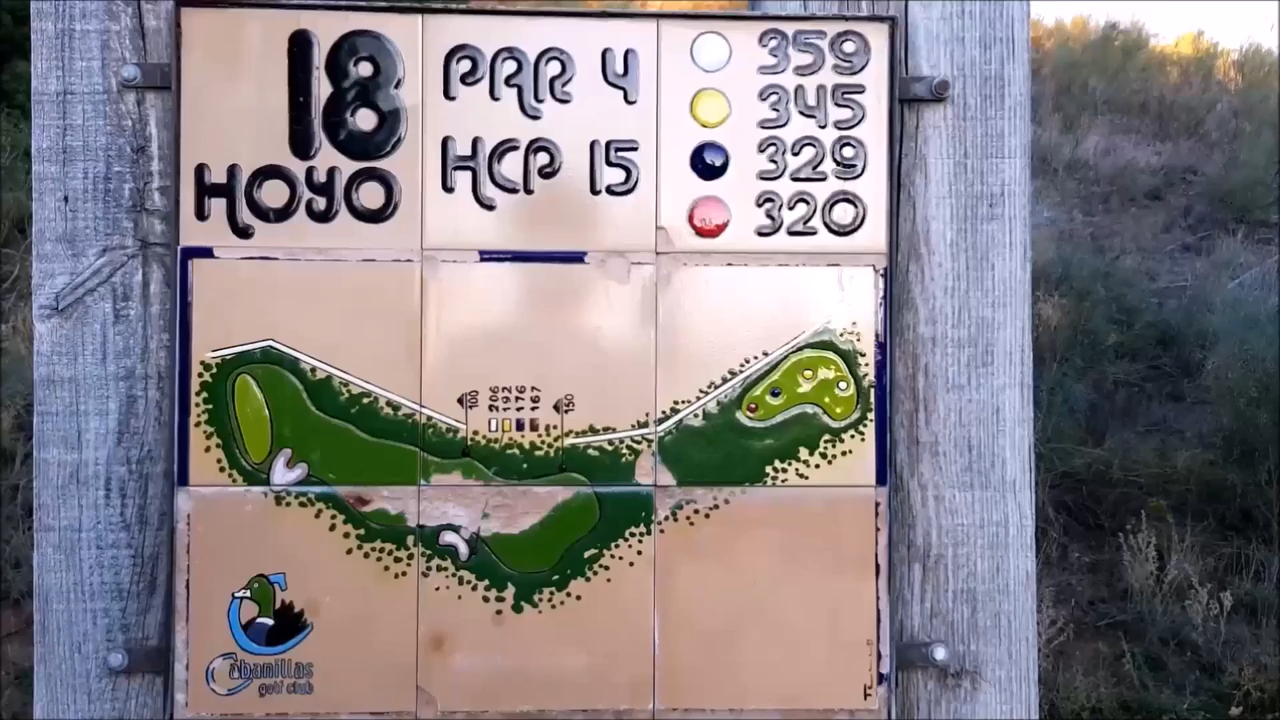 18
HOYO
PAR 4
HCP 15
359
345
329
320
100
206
192
176
167
150
Cabanillas
golf club